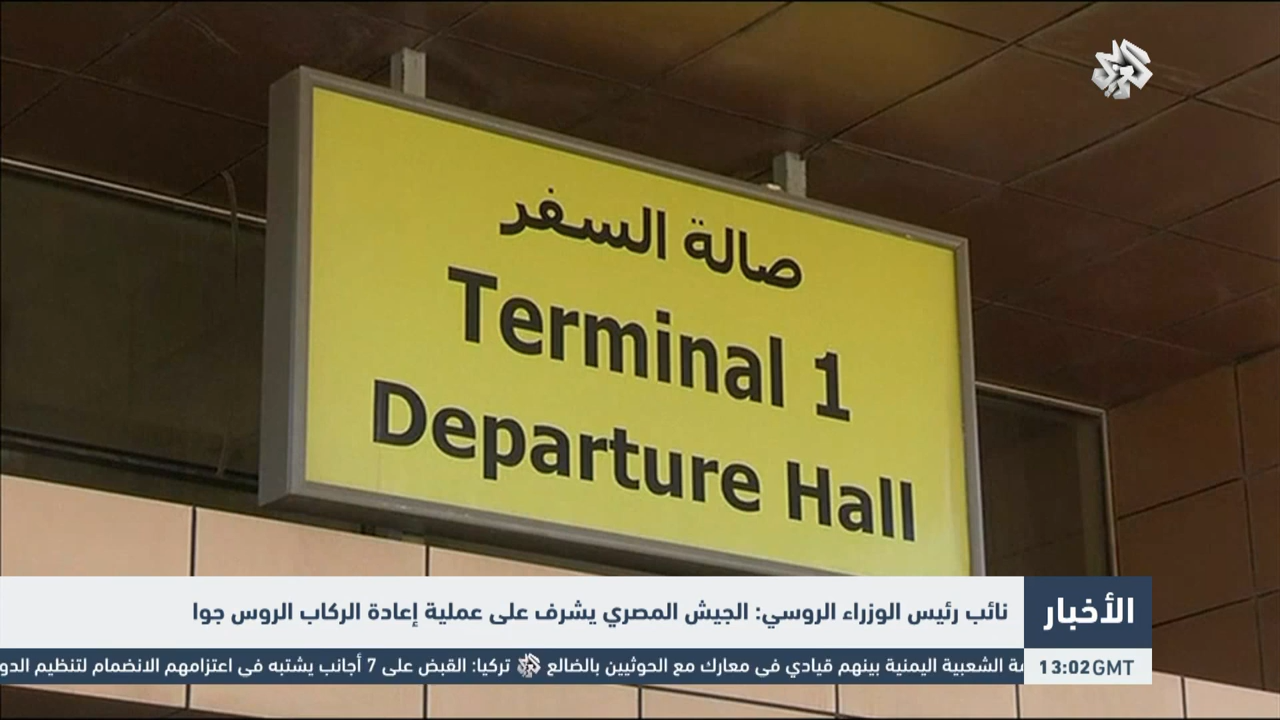 صالة السفر
Terminal 1
Departure Hall
الأخبار
نائب رئيس الوزراء الروسي: الجيش المصري يشرف على عملية إعادة الركاب الروس جوا
13:02GMT
الشعبية اليمنية بينهم قيادي في معارك مع الحوثيين بالضالع تركيا: القبض على 7 أجانب يشتبه في اعتزامهم الانضمام لتنظيم